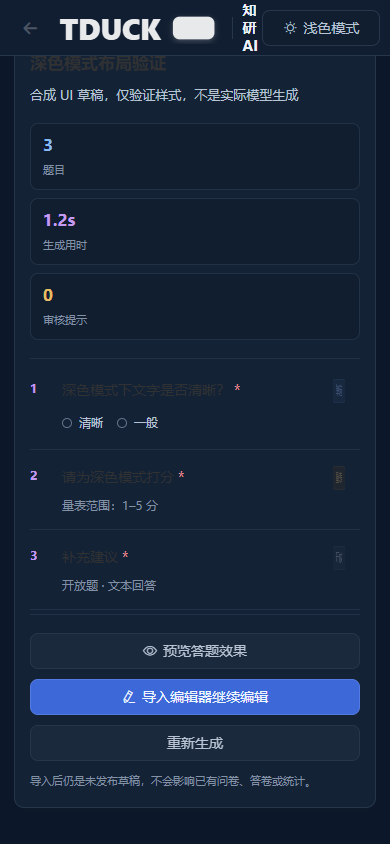 TDUCK
知
研
AI
浅色模式
深色模式布局验证
合成 UI 草稿，仅验证样式，不是实际模型生成
3
题目
1.2s
生成用时
0
审核提示
1 深色模式下文字是否清晰？ *
清晰 一般
2 请为深色模式打分 *
量表范围：1–5 分
3 补充建议 *
开放题 · 文本回答
预览答题效果
导入编辑器继续编辑
重新生成
导入后仍是未发布草稿，不会影响已有问卷、答卷或统计。